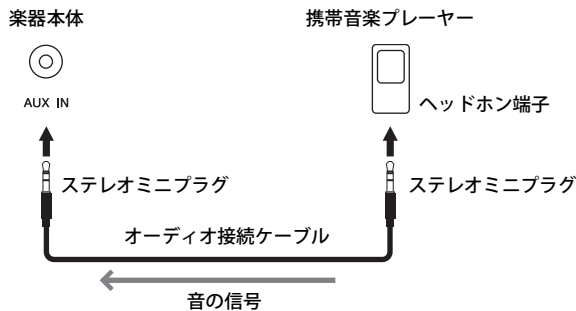 楽器本体
携帯音楽プレーヤー
AUX IN
ヘッドホン端子
ステレオミニプラグ
ステレオミニプラグ
オーディオ接続ケーブル
音の信号